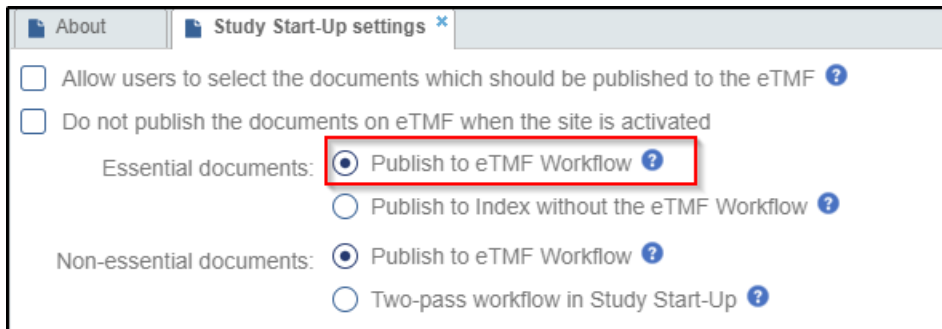 About
Study Start-Up settings ×
Allow users to select the documents which should be published to the eTMF ?
Do not publish the documents on eTMF when the site is activated
Essential documents: Publish to eTMF Workflow ?
Publish to Index without the eTMF Workflow ?
Non-essential documents: Publish to eTMF Workflow ?
Two-pass workflow in Study Start-Up ?